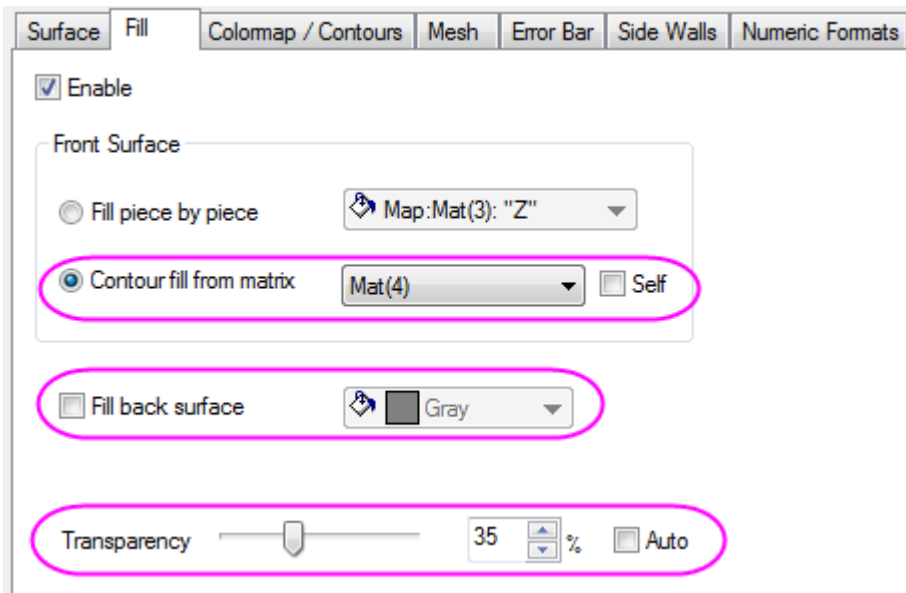 Surface Fill Colormap / Contours Mesh Error Bar Side Walls Numeric Formats
Enable
Front Surface
Fill piece by piece Map:Mat(3): "Z"
Contour fill from matrix Mat(4) Self
Fill back surface Gray
Transparency 35 % Auto